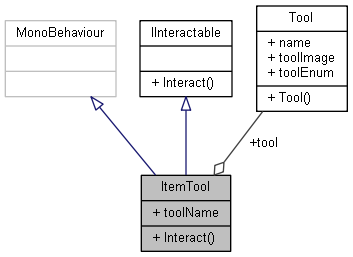 MonoBehaviour
IInteractable
+ Interact()
Tool
+ name
+ toolImage
+ toolEnum
+ Tool()
+tool
ItemTool
+ toolName
+ Interact()